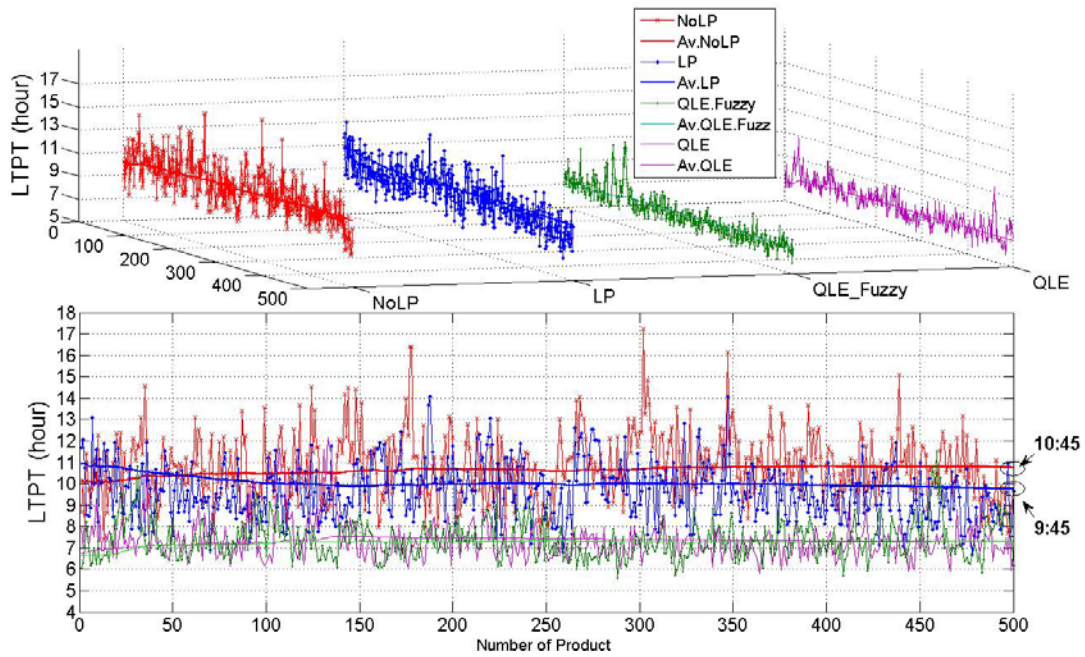 NoLP
Av.NoLP
LP
Av.LP
QLE.Fuzzy
Av.QLE.Fuzz
QLE
Av.QLE
LTPT (hour)
17
15
13
11
9
7
5
0
100
200
300
400
500
NoLP
LP
QLE_Fuzzy
QLE
LTPT (hour)
18
17
16
15
14
13
12
11
10
9
8
7
6
5
4
0
50
100
150
200
250
300
350
400
450
500
10:45
9:45
Number of Product